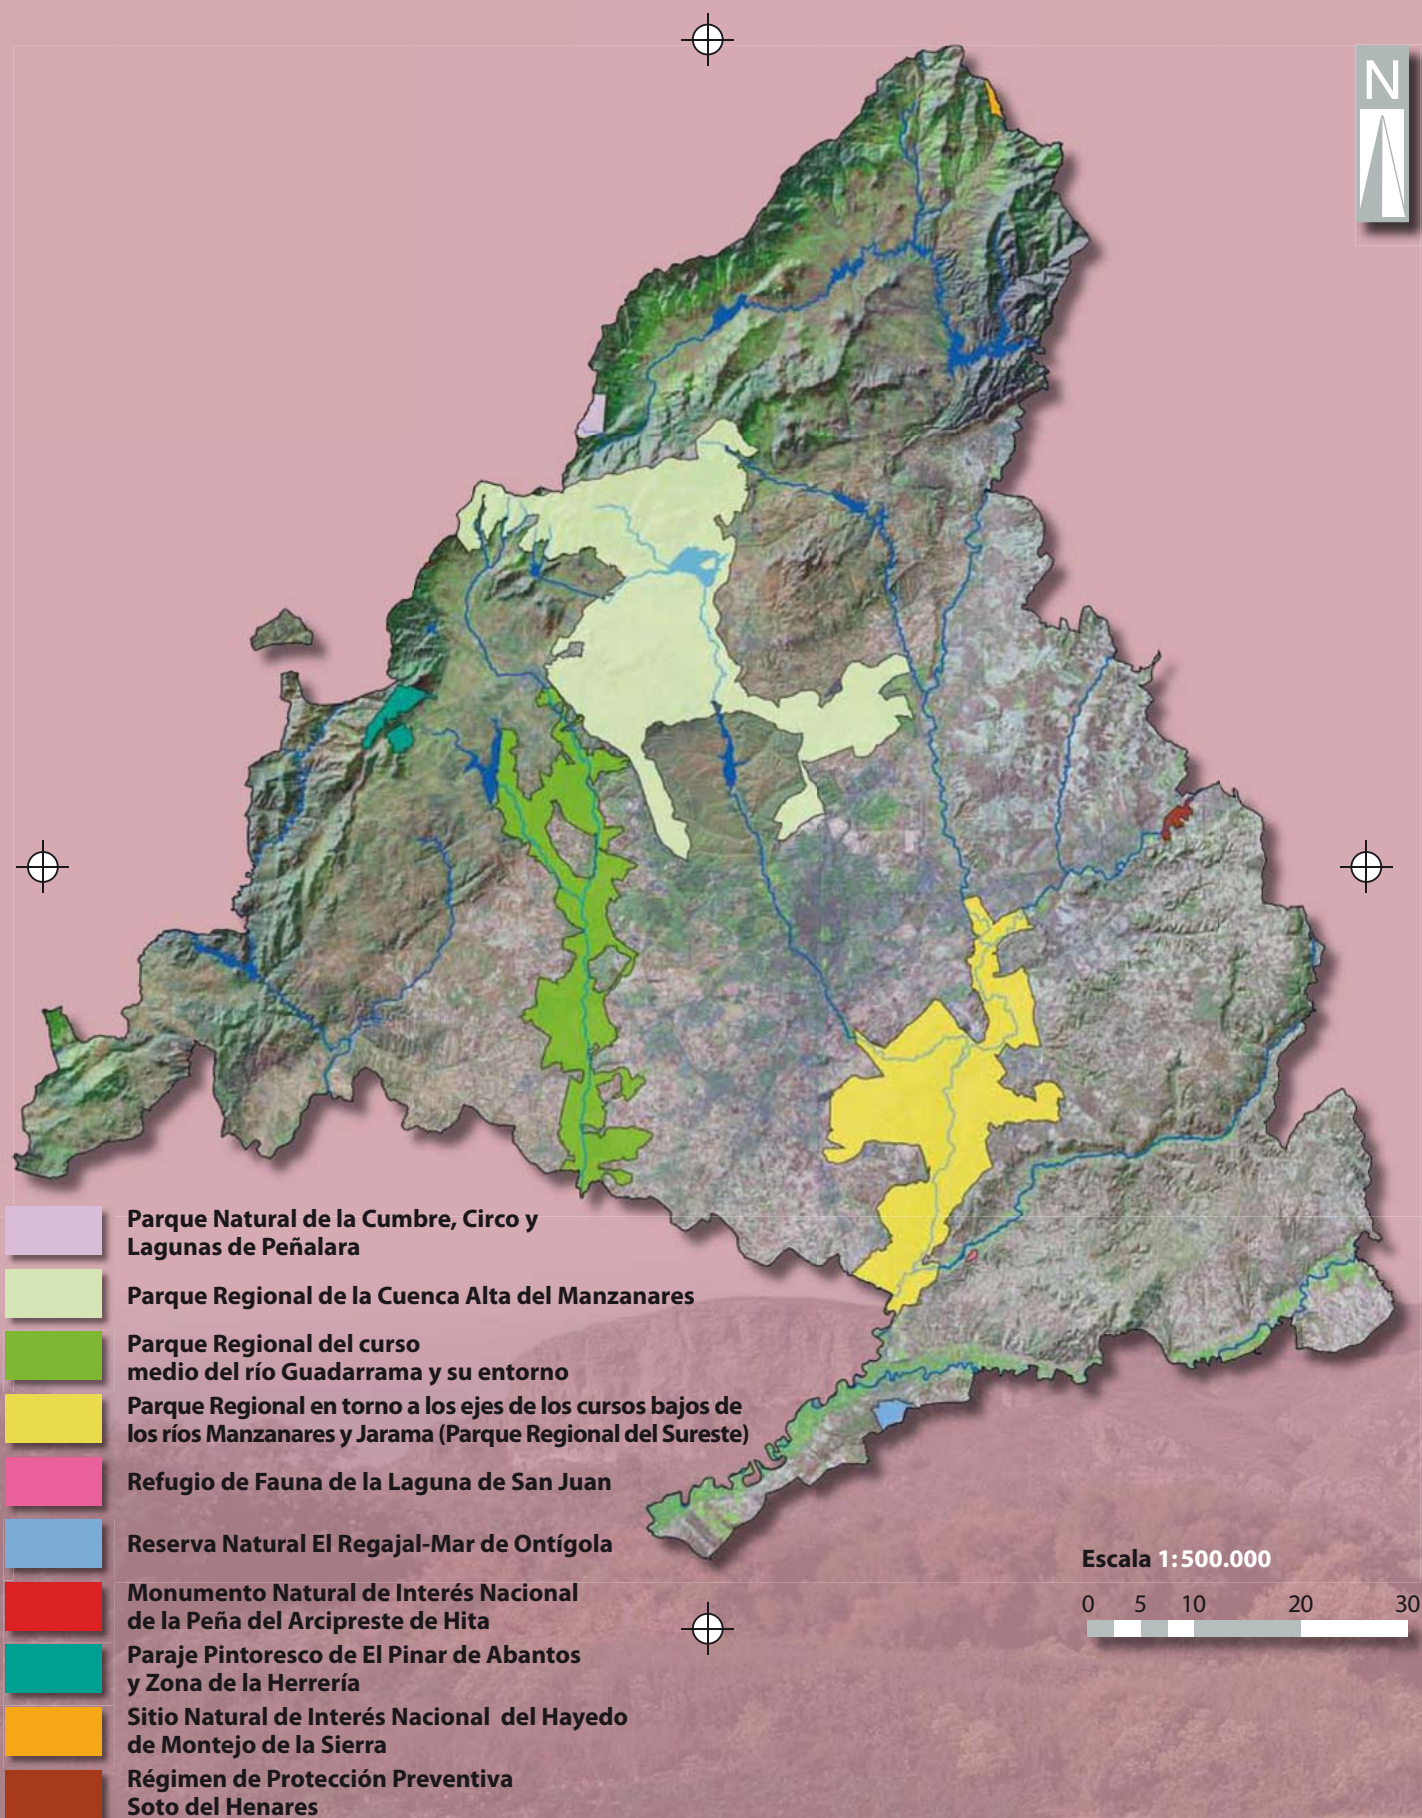 N
Parque Natural de la Cumbre, Circo y
Lagunas de Peñalara
Parque Regional de la Cuenca Alta del Manzanares
Parque Regional del curso
medio del río Guadarrama y su entorno
Parque Regional en torno a los ejes de los cursos bajos de
los ríos Manzanares y Jarama (Parque Regional del Sureste)
Refugio de Fauna de la Laguna de San Juan
Reserva Natural El Regajal-Mar de Ontígola
Monumento Natural de Interés Nacional
de la Peña del Arcipreste de Hita
Paraje Pintoresco de El Pinar de Abantos
y Zona de la Herrería
Sitio Natural de Interés Nacional del Hayedo
de Montejo de la Sierra
Régimen de Protección Preventiva
Soto del Henares
Escala 1:500.000
0 5 10 20 30